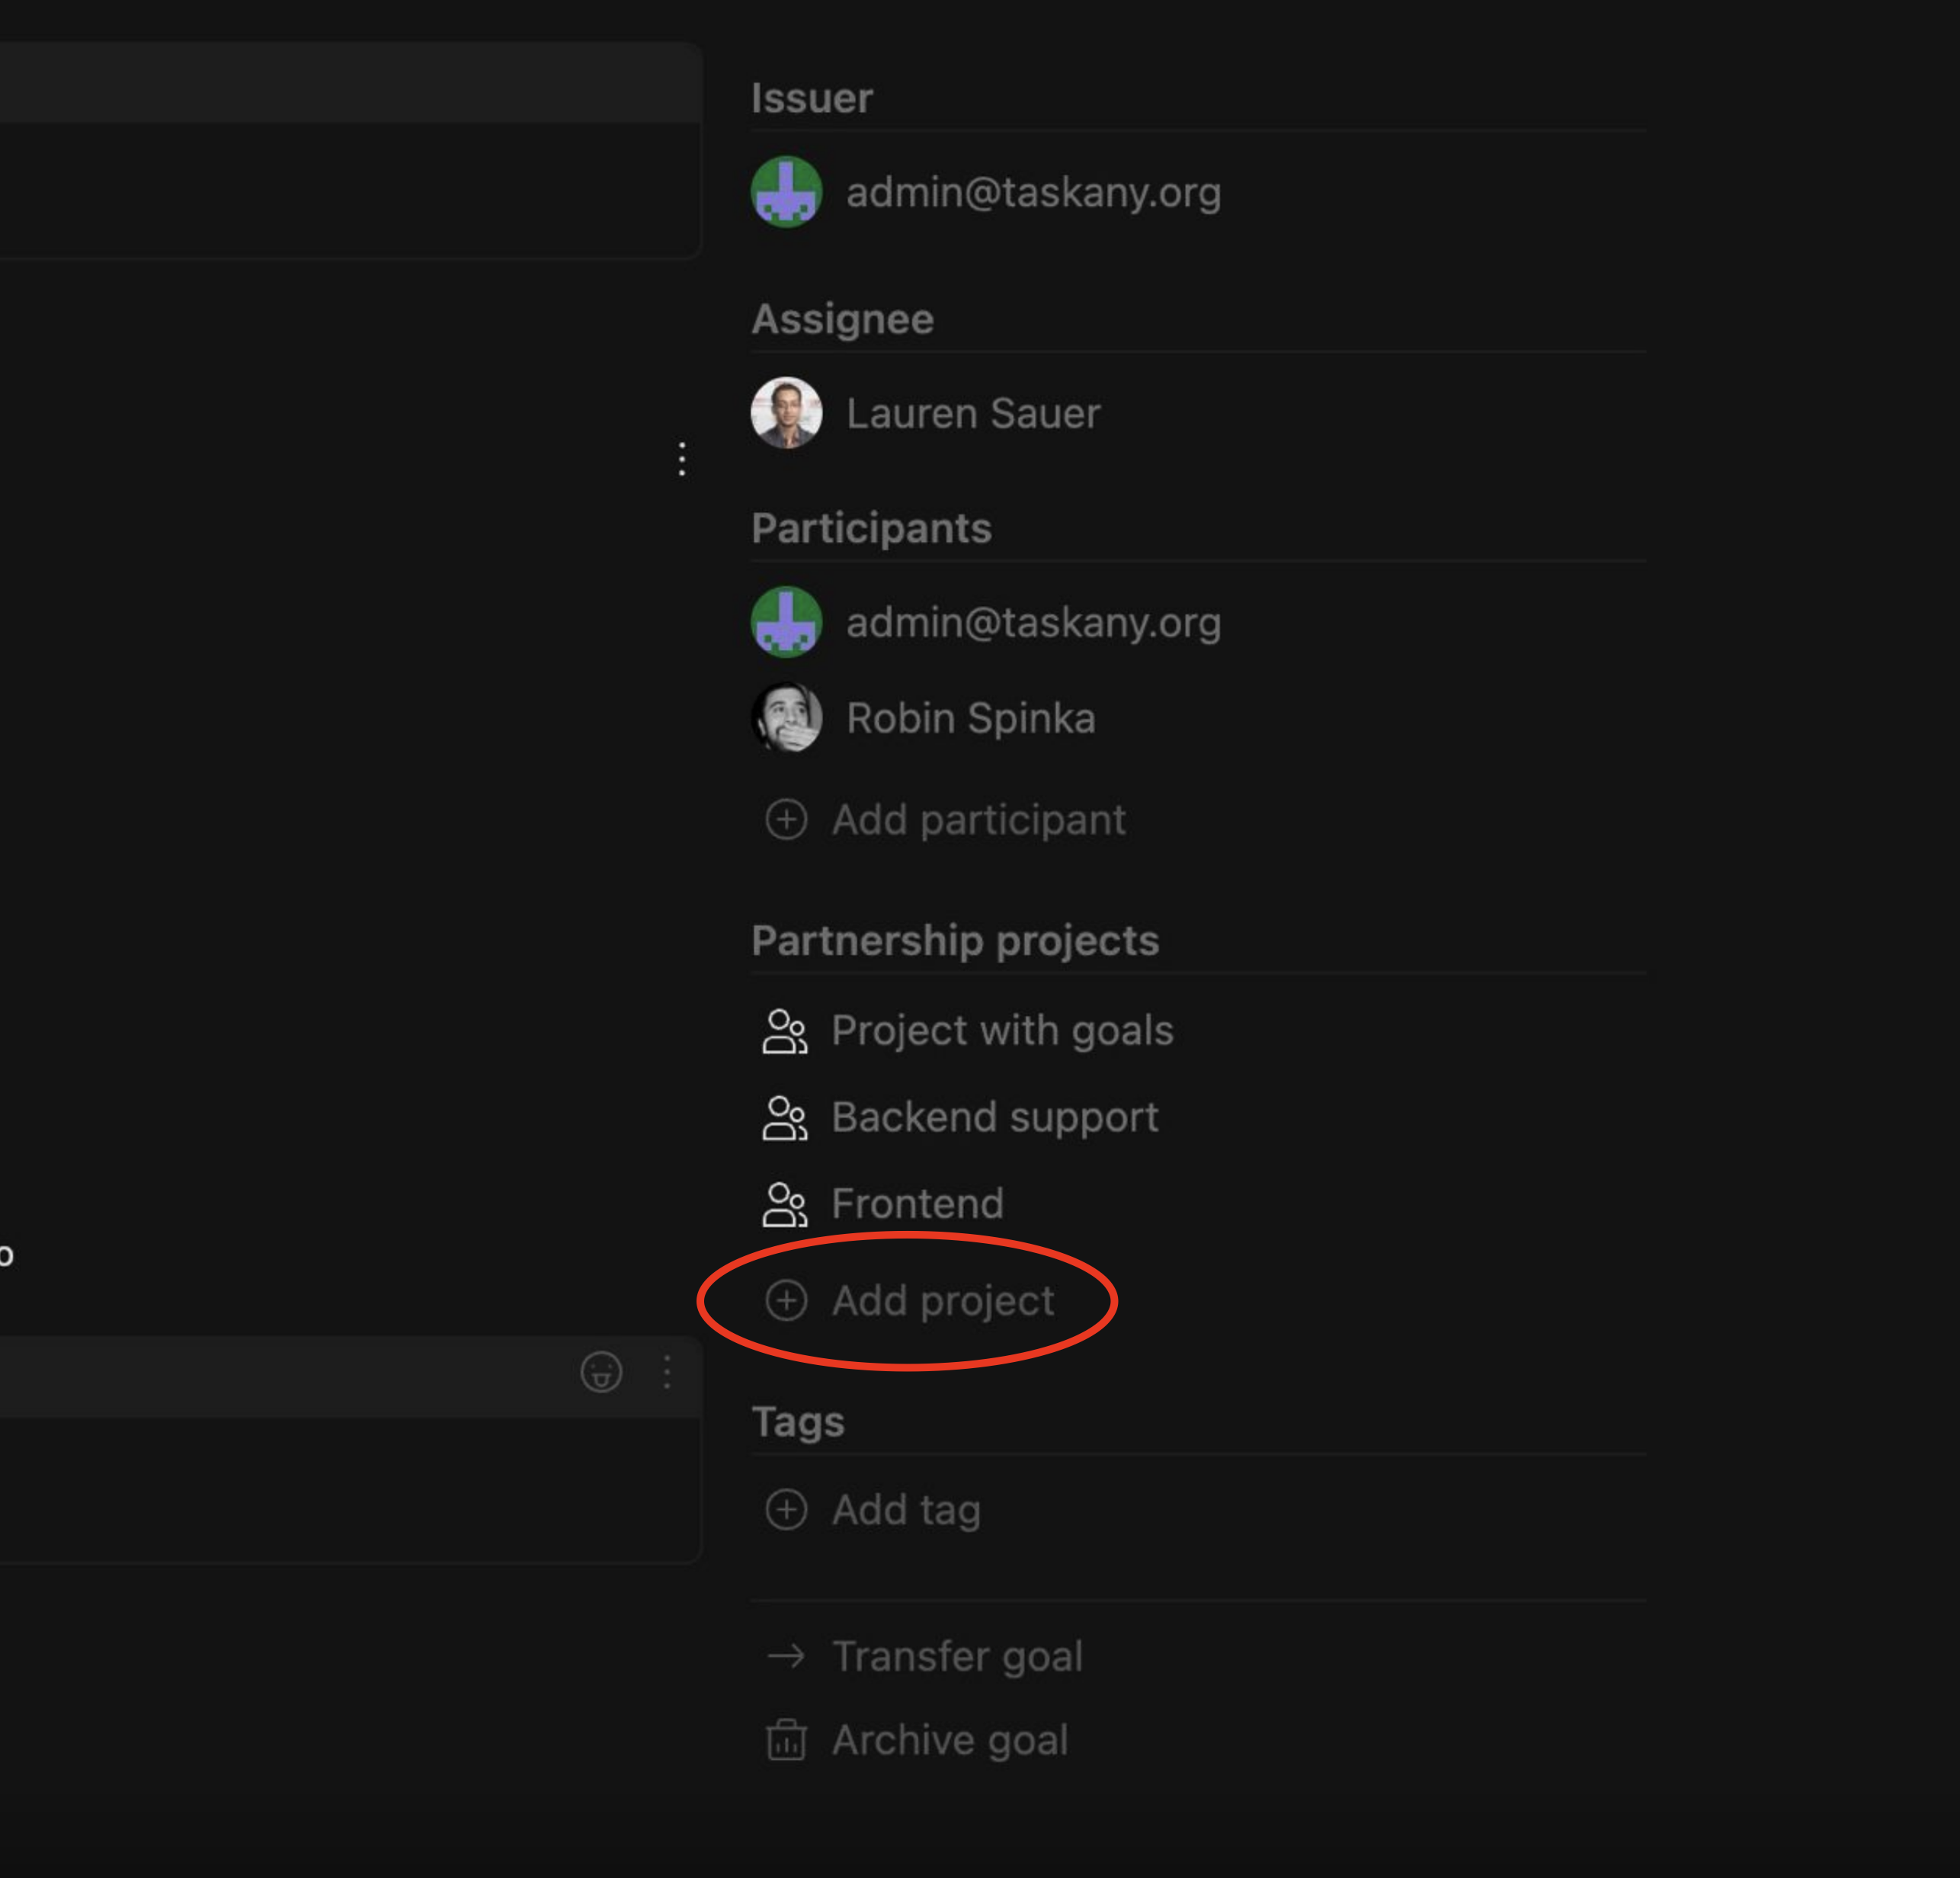 Issuer
admin@taskany.org
Assignee
Lauren Sauer
Participants
admin@taskany.org
Robin Spinka
Add participant
Partnership projects
Project with goals
Backend support
Frontend
o
Add project
Tags
Add tag
Transfer goal
Archive goal